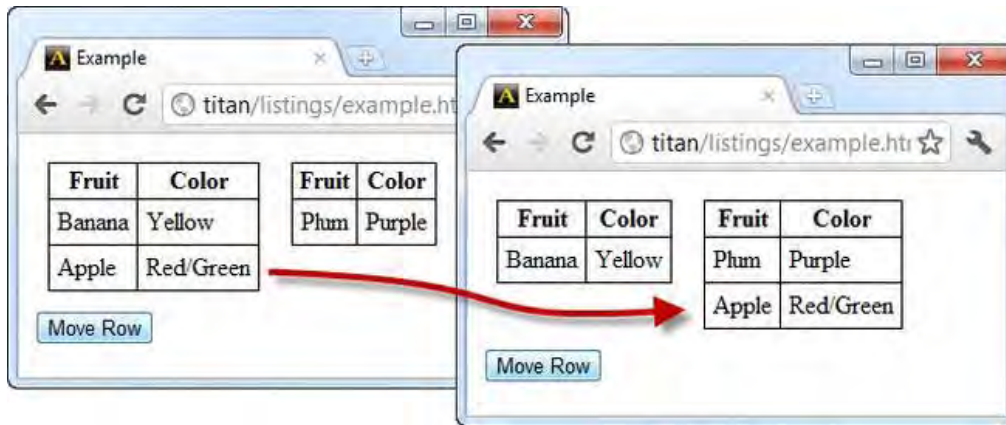 Example
titan/listings/example.ht
Fruit Color
Banana Yellow
Apple Red/Green
Fruit Color
Plum Purple
Move Row
Example
titan/listings/example.htm
Fruit Color
Banana Yellow
Fruit Color
Plum Purple
Apple Red/Green
Move Row